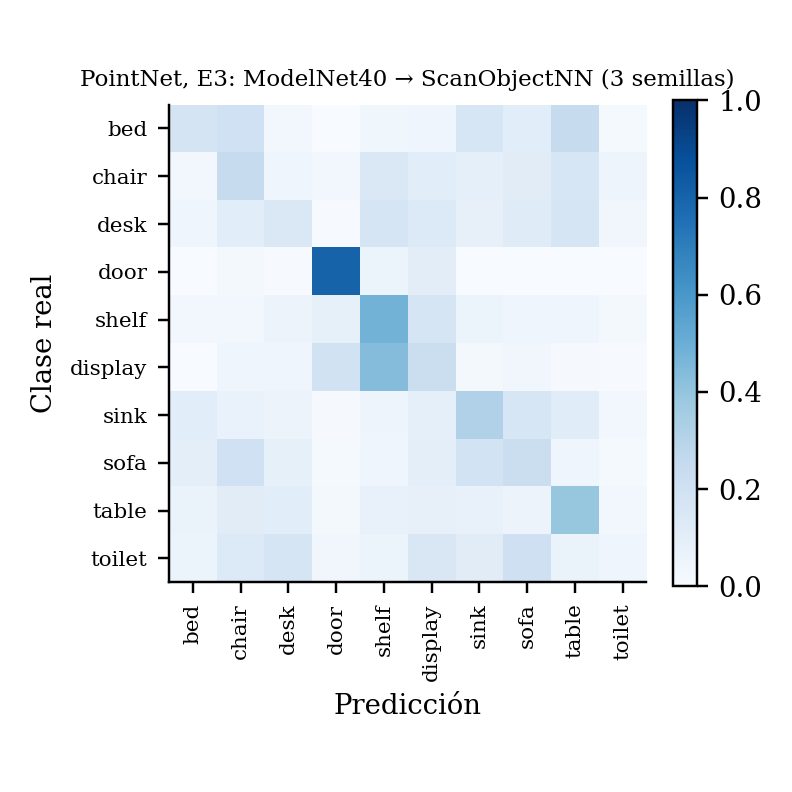 PointNet, E3: ModelNet40 → ScanObjectNN (3 semillas)
Clase real
bed
chair
desk
door
shelf
display
sink
sofa
table
toilet
bed
chair
desk
door
shelf
display
sink
sofa
table
toilet
Predicción
1.0
0.8
0.6
0.4
0.2
0.0